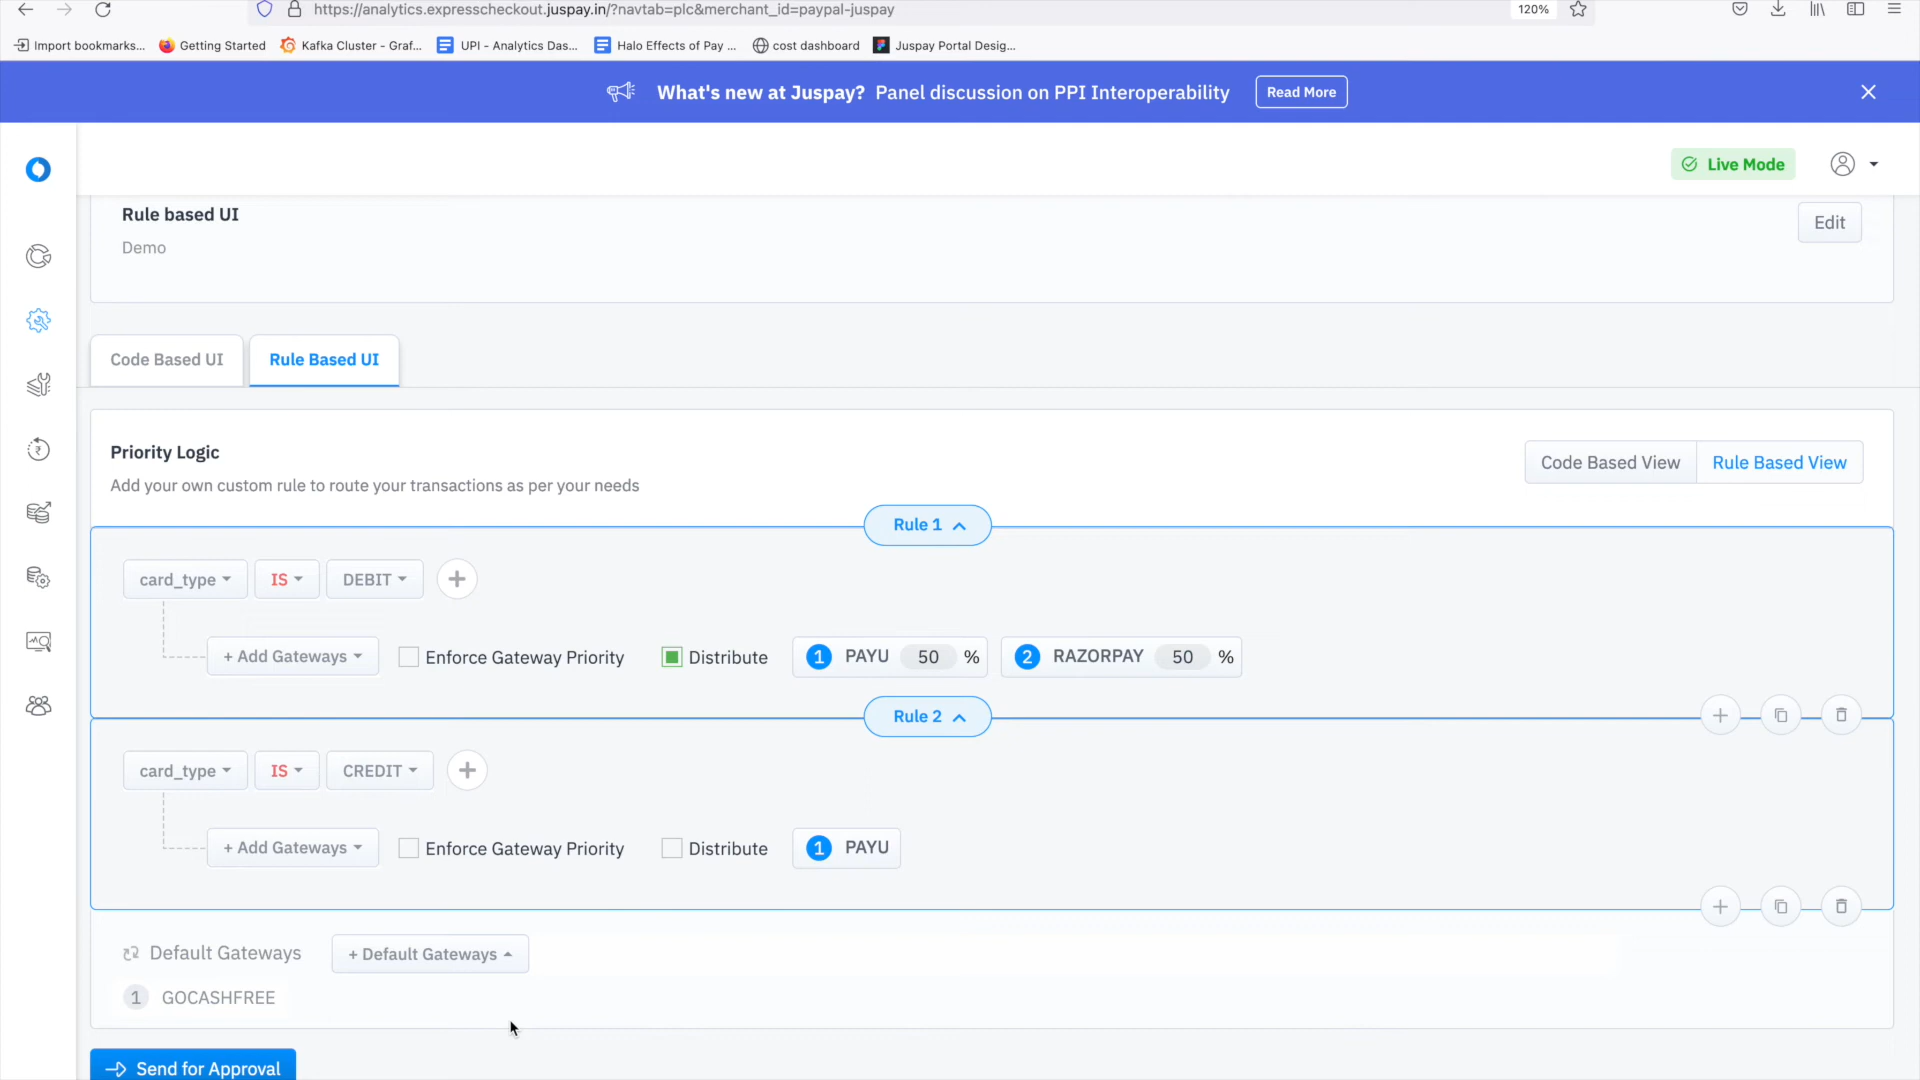 https://analytics.expresscheckout.juspay.in/?navtab=plc&merchant_id=paypal-juspay 120%
Import bookmarks... Getting Started Kafka Cluster - Graf... UPI - Analytics Das... Halo Effects of Pay ... cost dashboard Juspay Portal Desig...
What's new at Juspay? Panel discussion on PPI Interoperability Read More
Live Mode
Rule based UI
Edit
Demo
Code Based UI Rule Based UI
Priority Logic
Code Based View Rule Based View
Add your own custom rule to route your transactions as per your needs
Rule 1
card_type IS DEBIT +
+ Add Gateways Enforce Gateway Priority Distribute 1 PAYU 50 % 2 RAZORPAY 50 %
Rule 2
card_type IS CREDIT +
+ Add Gateways Enforce Gateway Priority Distribute 1 PAYU
Default Gateways + Default Gateways
1 GOCASHFREE
Send for Approval